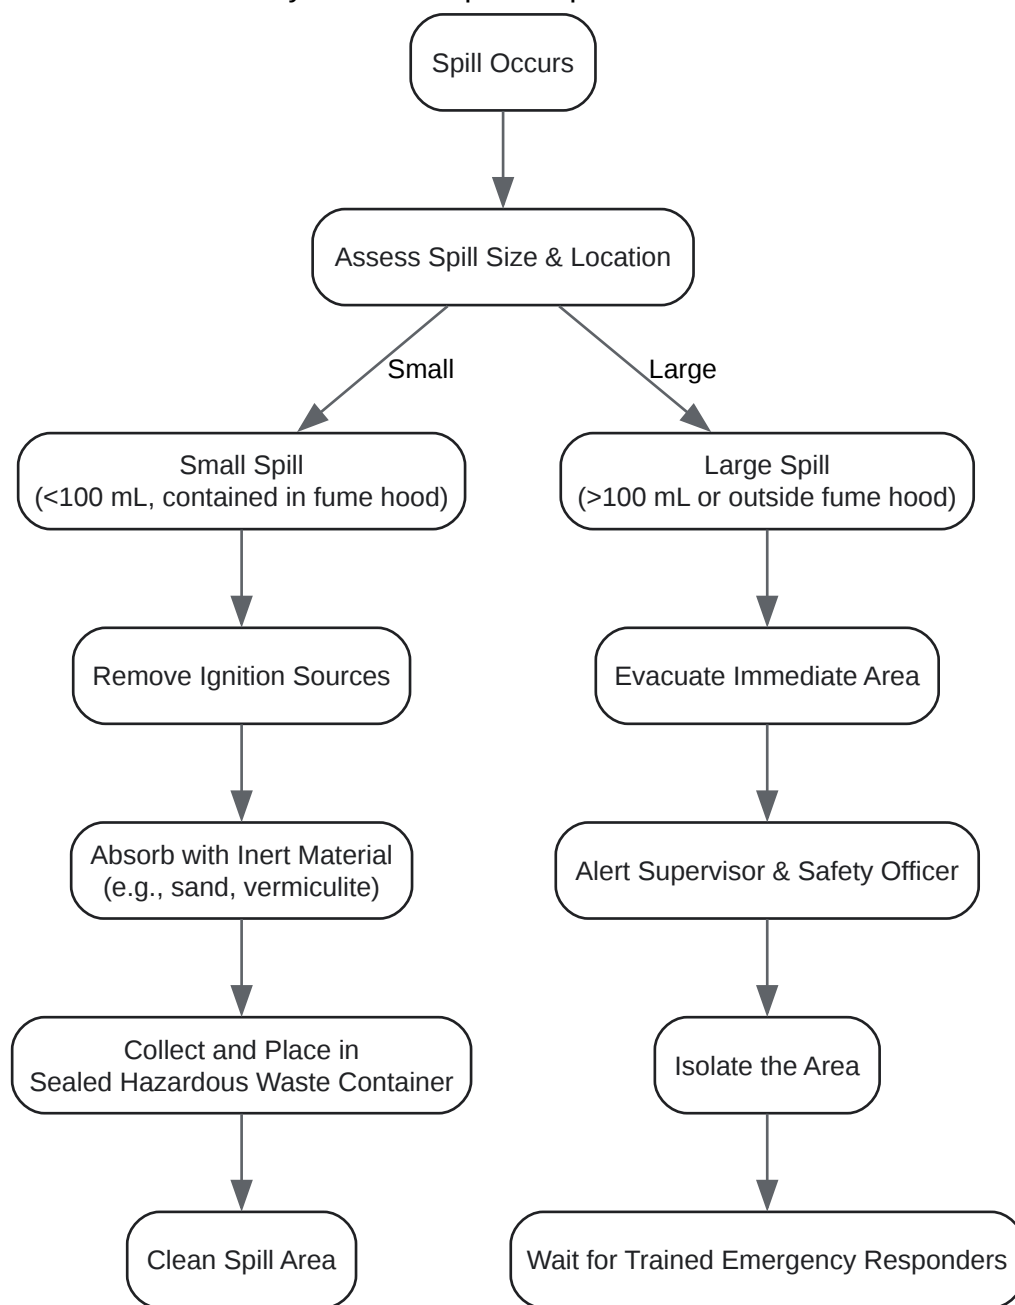 Spill Occurs
Assess Spill Size & Location
Small
Large
Small Spill
(<100 mL, contained in fume hood)
Large Spill
(>100 mL or outside fume hood)
Remove Ignition Sources
Evacuate Immediate Area
Absorb with Inert Material
(e.g., sand, vermiculite)
Alert Supervisor & Safety Officer
Collect and Place in
Sealed Hazardous Waste Container
Isolate the Area
Clean Spill Area
Wait for Trained Emergency Responders